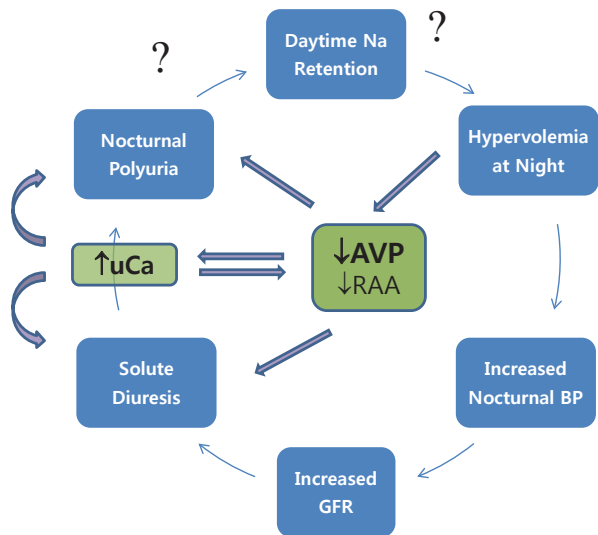 ?
Daytime Na
Retention
?
Hypervolemia
at Night
Increased
Nocturnal BP
Increased
GFR
Solute
Diuresis
↑uCa
Nocturnal
Polyuria
↓AVP
↓RAA